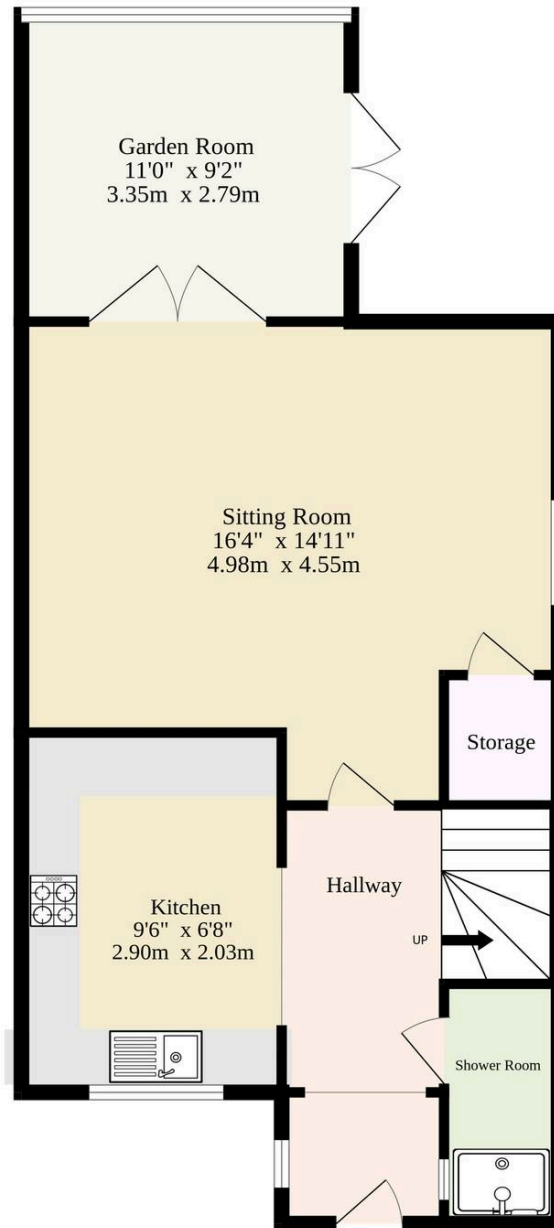 Garden Room
11'0" x 9'2"
3.35m x 2.79m
Sitting Room
16'4" x 14'11"
4.98m x 4.55m
Storage
Hallway
Kitchen
9'6" x 6'8"
2.90m x 2.03m
UP
Shower Room